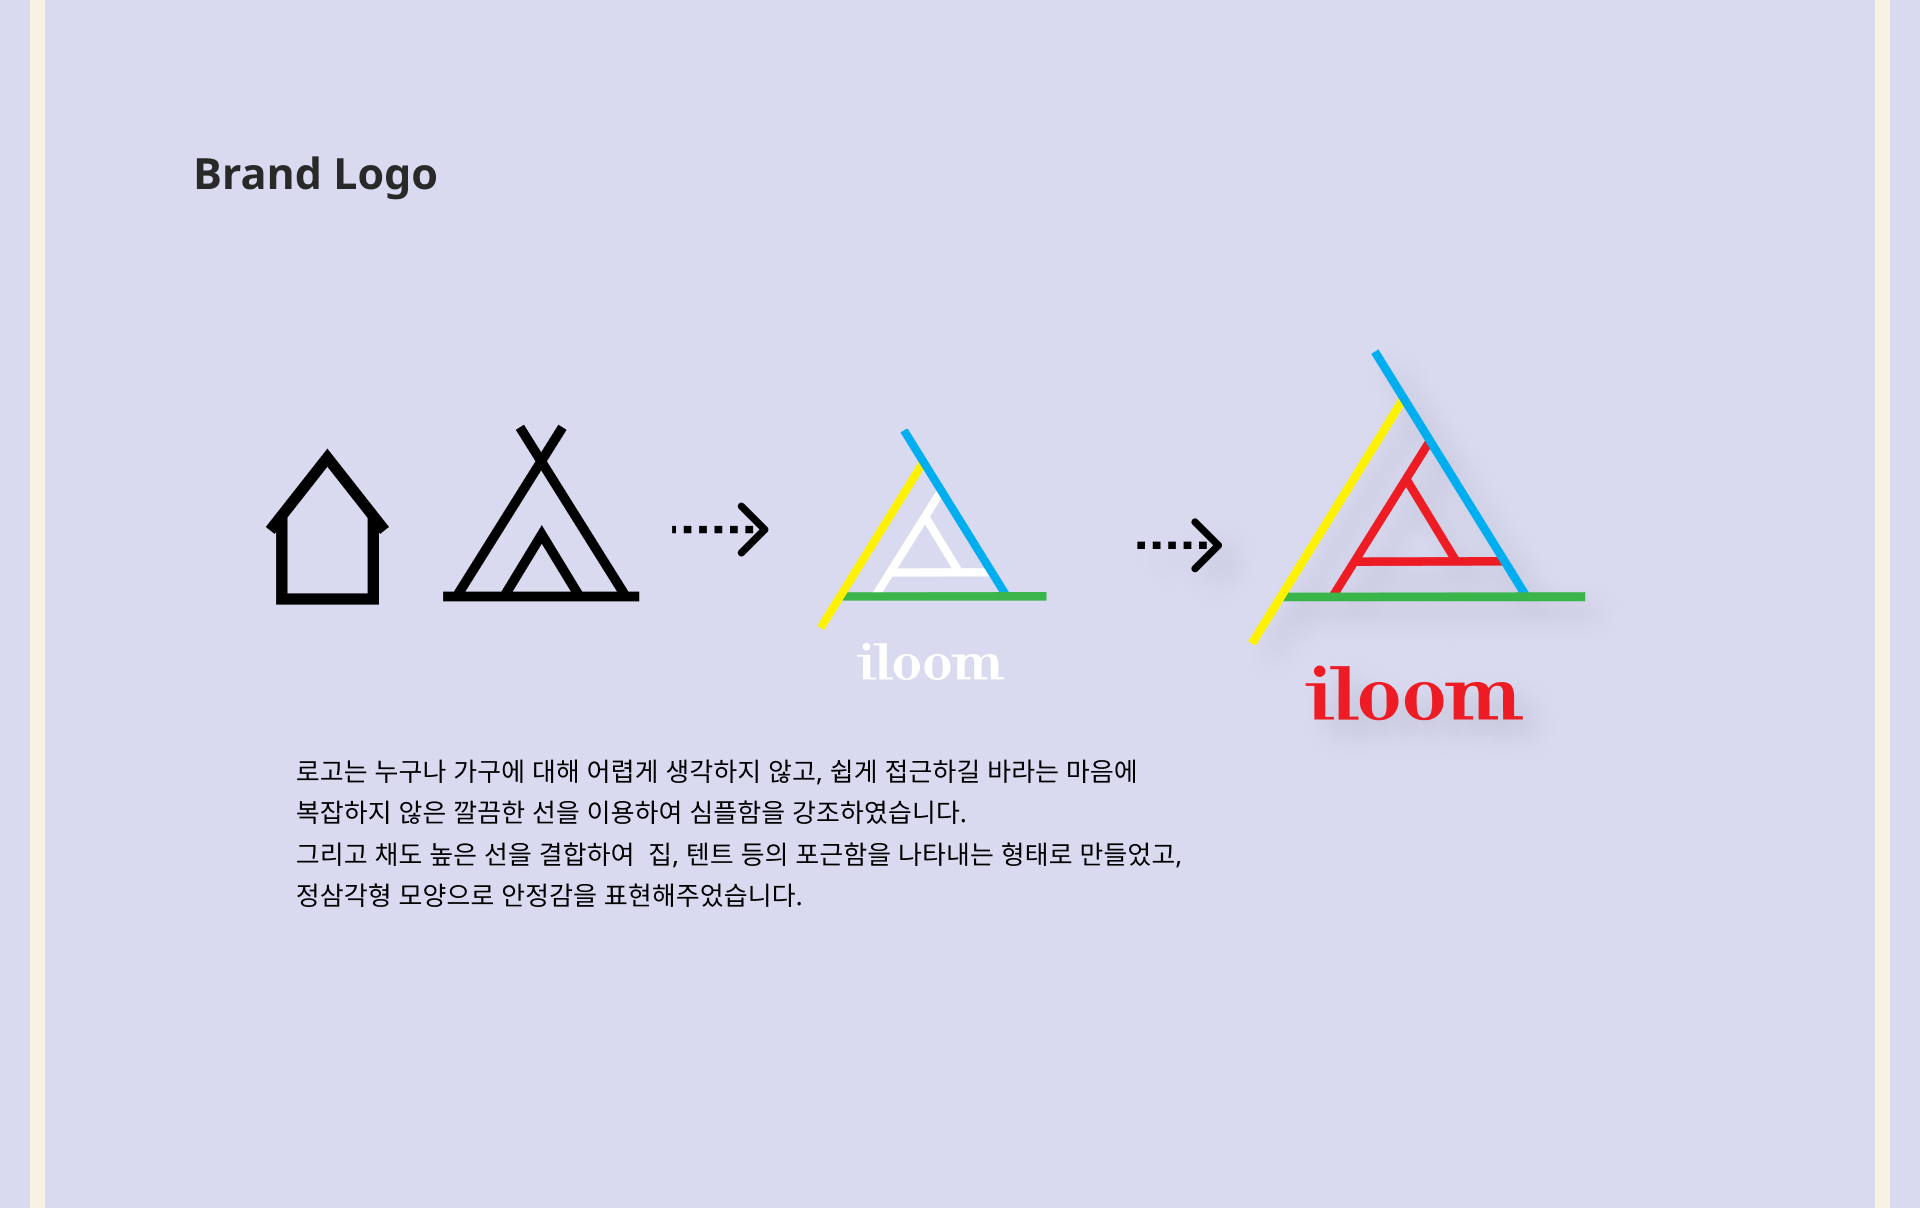 Brand Logo
iloom
iloom
로고는 누구나 가구에 대해 어렵게 생각하지 않고, 쉽게 접근하길 바라는 마음에
복잡하지 않은 깔끔한 선을 이용하여 심플함을 강조하였습니다.
그리고 채도 높은 선을 결합하여  집, 텐트 등의 포근함을 나타내는 형태로 만들었고,
정삼각형 모양으로 안정감을 표현해주었습니다.